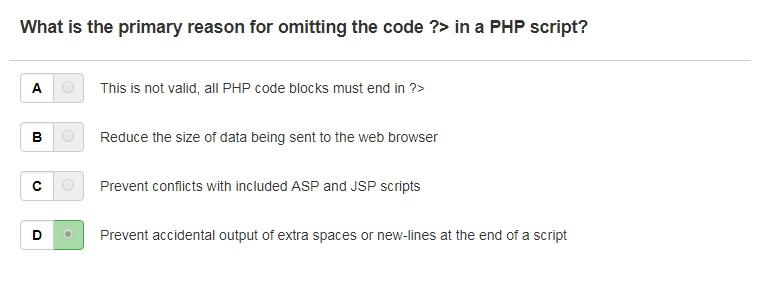 What is the primary reason for omitting the code ?> in a PHP script?
A This is not valid, all PHP code blocks must end in ?>
B Reduce the size of data being sent to the web browser
C Prevent conflicts with included ASP and JSP scripts
D Prevent accidental output of extra spaces or new-lines at the end of a script